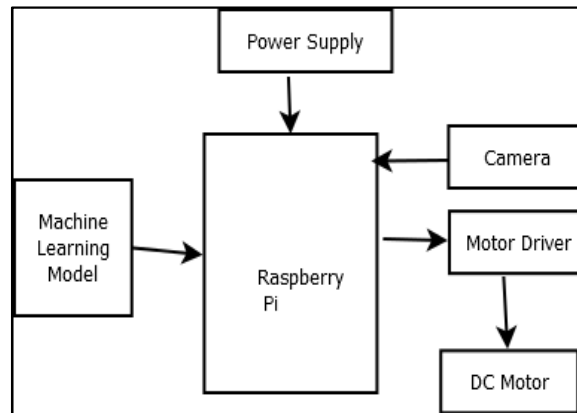 Power Supply
Camera
Machine
Learning
Model
Motor Driver
Raspberry
Pi
DC Motor